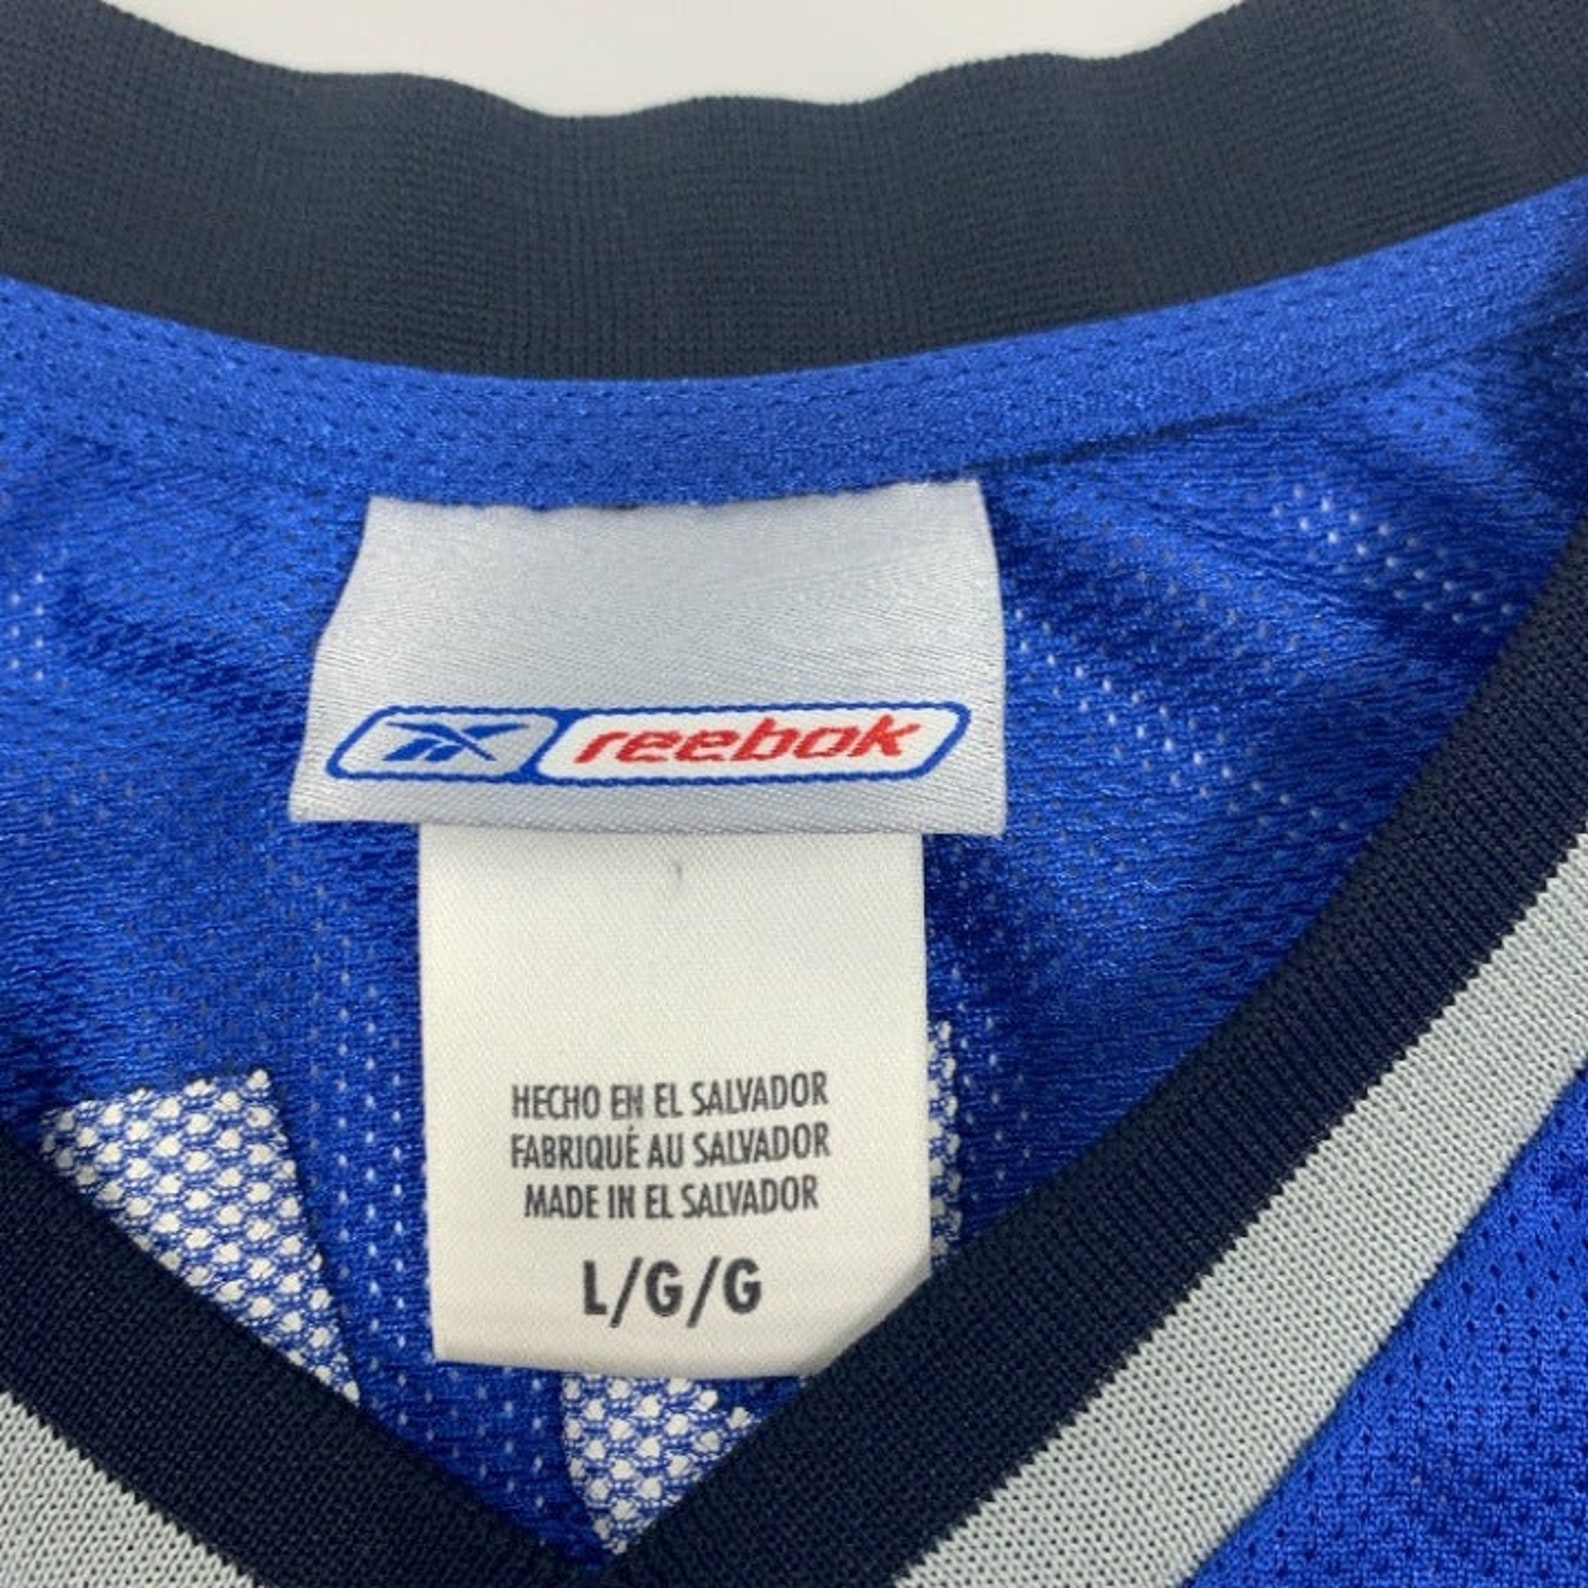 reebok
HECHO EN EL SALVADOR
FABRIQUÉ AU SALVADOR
MADE IN EL SALVADOR
L/G/G